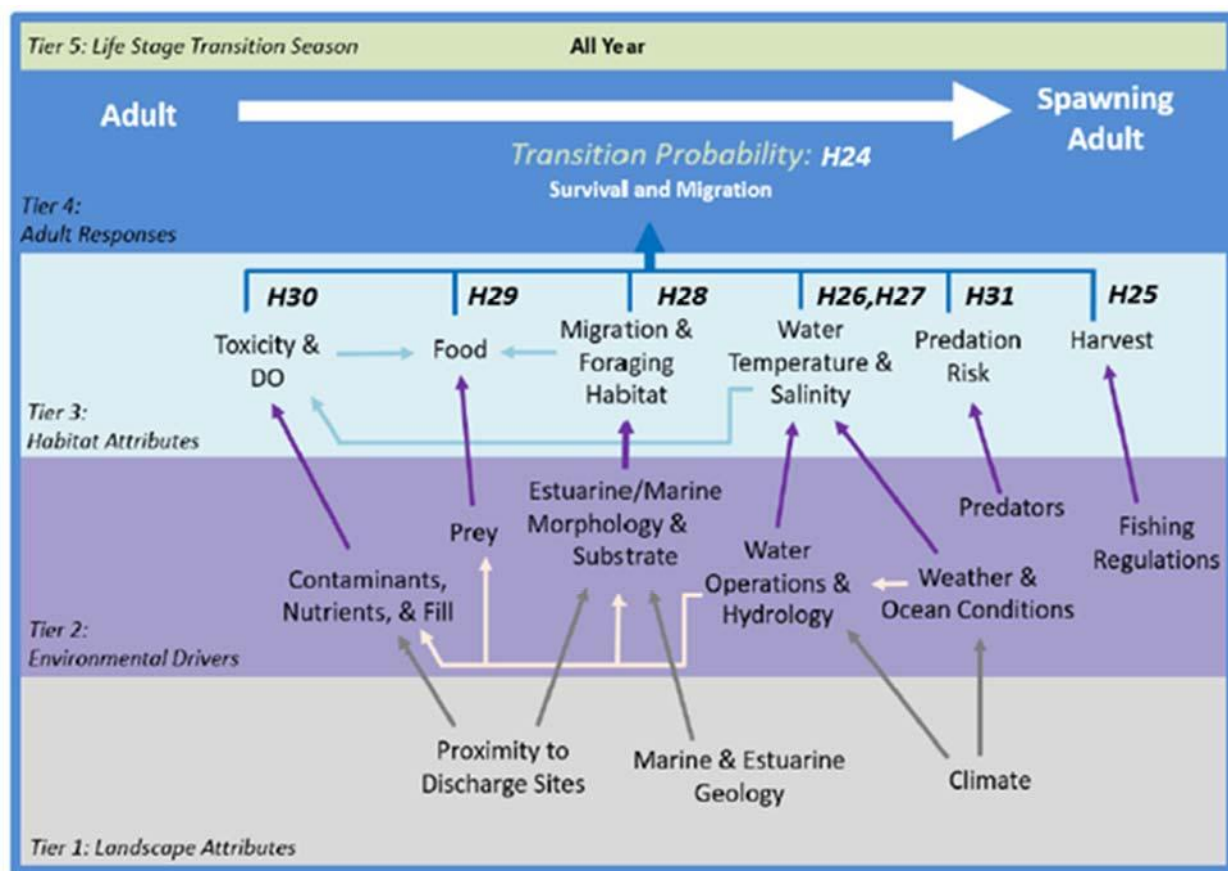 Tier 5: Life Stage Transition Season
All Year
Adult
Spawning
Adult
Transition Probability: H24
Survival and Migration
Tier 4:
Adult Responses
H30
H29
H28
H26,H27
H31
H25
Toxicity &
DO
Food
Migration &
Foraging
Habitat
Water
Temperature &
Salinity
Predation
Risk
Harvest
Tier 3:
Habitat Attributes
Contaminants,
Nutrients, & Fill
Prey
Estuarine/Marine
Morphology &
Substrate
Water
Operations &
Hydrology
Weather &
Ocean Conditions
Predators
Fishing
Regulations
Tier 2:
Environmental Drivers
Proximity to
Discharge Sites
Marine & Estuarine
Geology
Climate
Tier 1: Landscape Attributes